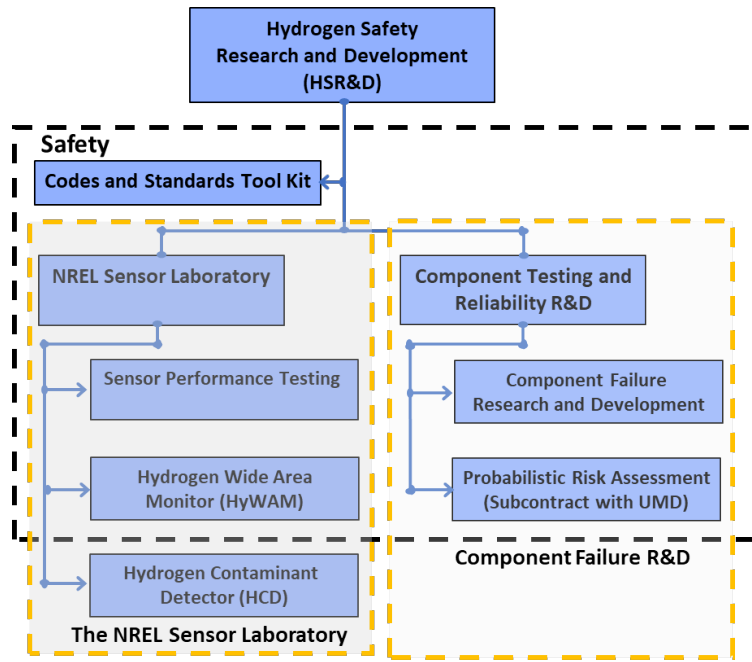 Hydrogen Safety
Research and Development
(HSR&D)
Safety
Codes and Standards Tool Kit
NREL Sensor Laboratory
Sensor Performance Testing
Hydrogen Wide Area
Monitor (HyWAM)
Hydrogen Contaminant
Detector (HCD)
The NREL Sensor Laboratory
Component Testing and
Reliability R&D
Component Failure
Research and Development
Probabilistic Risk Assessment
(Subcontract with UMD)
Component Failure R&D